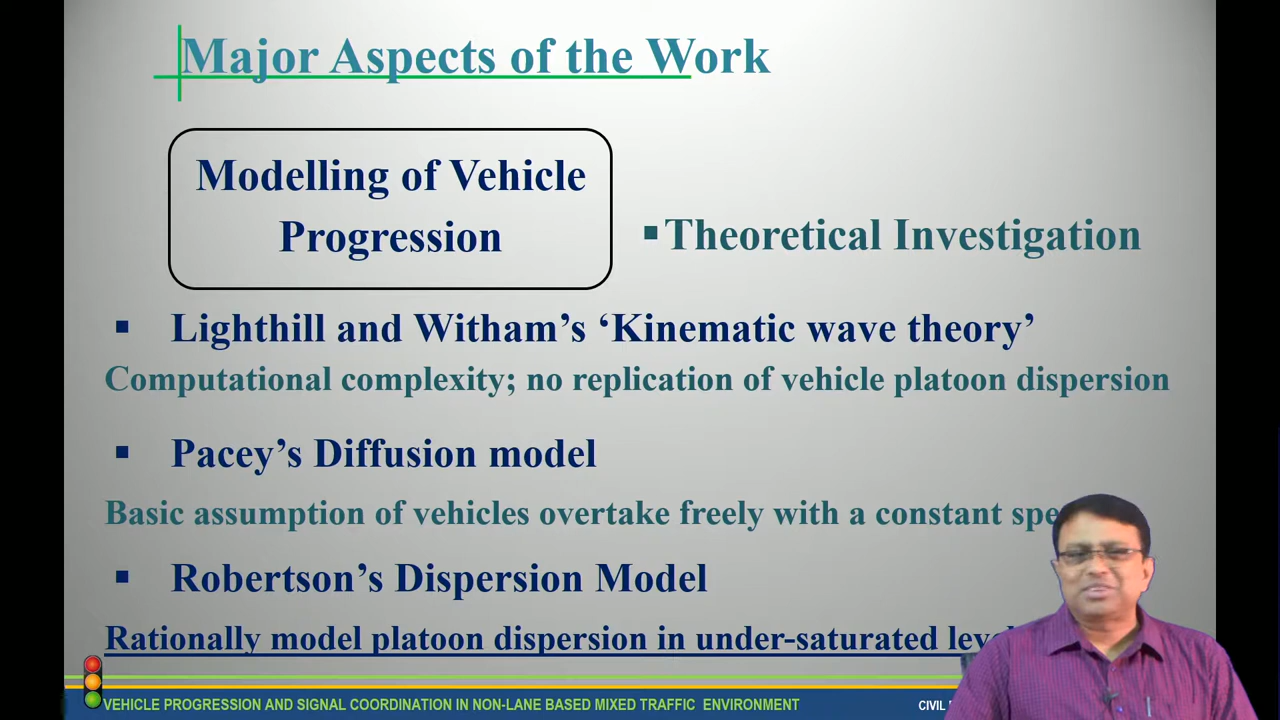 Major Aspects of the Work
Modelling of Vehicle
Progression
▪Theoretical Investigation
▪ Lighthill and Witham’s ‘Kinematic wave theory’
Computational complexity; no replication of vehicle platoon dispersion
▪ Pacey’s Diffusion model
Basic assumption of vehicles overtake freely with a constant
▪ Robertson’s Dispersion Model
Rationally model platoon dispersion in under-saturated
VEHICLE PROGRESSION AND SIGNAL COORDINATION IN NON-LANE BASED MIXED TRAFFIC ENVIRONMENT
CIVIL